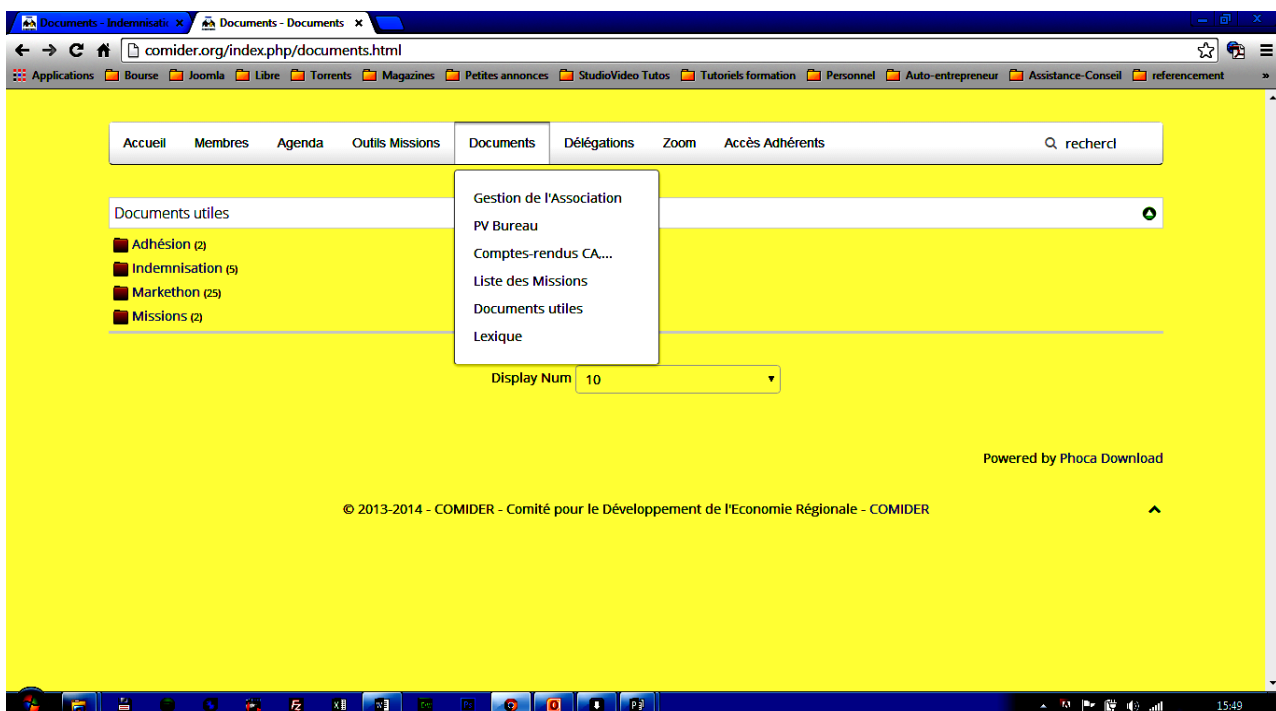 Documents - Indemnisatic
Documents - Documents
comider.org/index.php/documents.html
Applications Bourse Joomla Libre Torrents Magazines Petites annonces StudioVideo Tutos Tutoriels formation Personnel Auto-entrepreneur Assistance-Conseil referencement »
Accueil Membres Agenda Outils Missions Documents Délégations Zoom Accès Adhérents rechercl
Gestion de l'Association
PV Bureau
Comptes-rendus CA,...
Liste des Missions
Documents utiles
Lexique
Documents utiles
Adhésion (2)
Indemnisation (5)
Markethon (25)
Missions (2)
Display Num 10
Powered by Phoca Download
© 2013-2014 - COMIDER - Comité pour le Développement de l'Economie Régionale - COMIDER
15:49